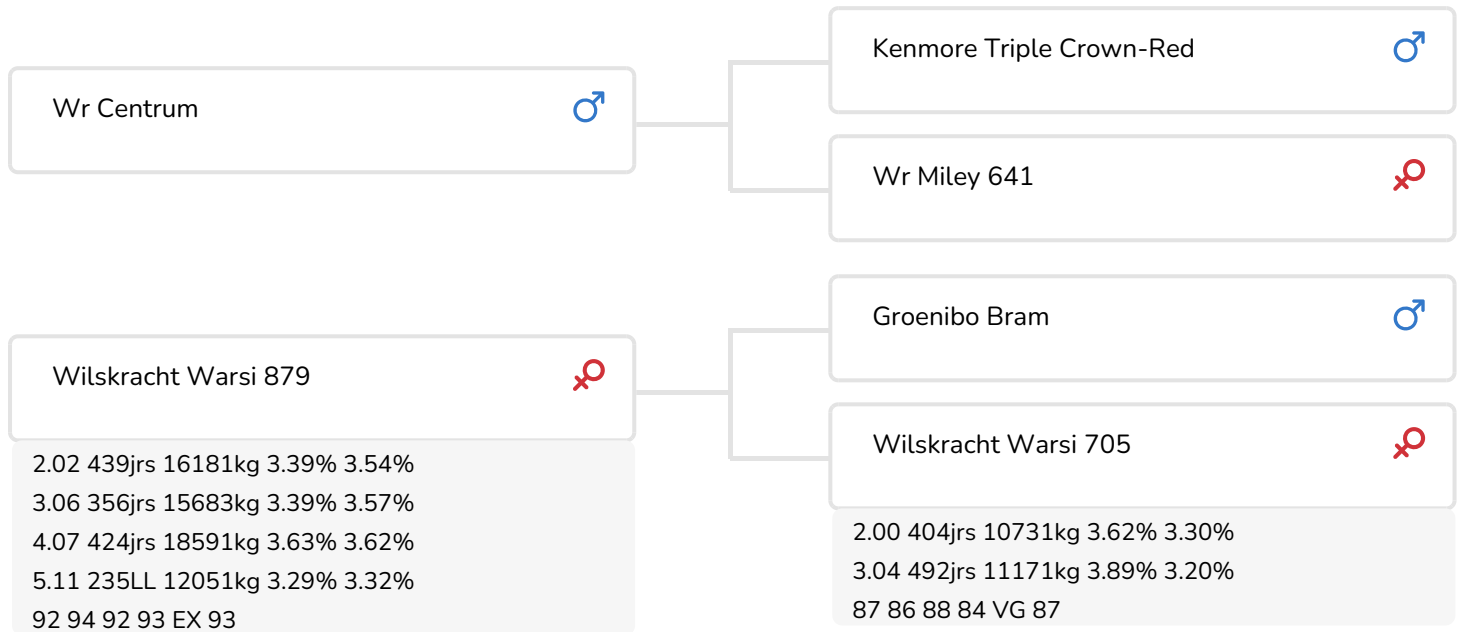 Wr Centrum
Wilskracht Warsi 879
2.02 439jrs 16181kg 3.39% 3.54%
3.06 356jrs 15683kg 3.39% 3.57%
4.07 424jrs 18591kg 3.63% 3.62%
5.11 235LL 12051kg 3.29% 3.32%
92 94 92 93 EX 93
Kenmore Triple Crown-Red
Wr Miley 641
Groenibo Bram
Wilskracht Warsi 705
2.00 404jrs 10731kg 3.62% 3.30%
3.04 492jrs 11171kg 3.89% 3.20%
87 86 88 84 VG 87